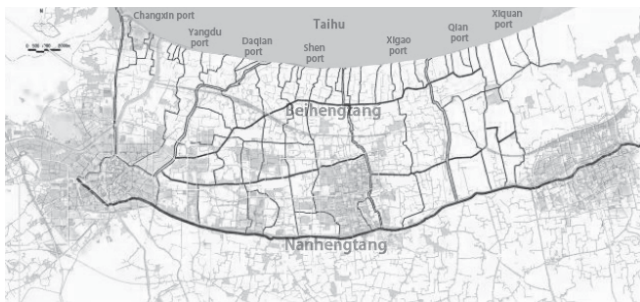 Taihu
Changxin port
Yangdu
port
Daqian
port
Shen
port
Xigao
port
Qian
port
Xiquan
port
Beihengtang
Nanhengtang